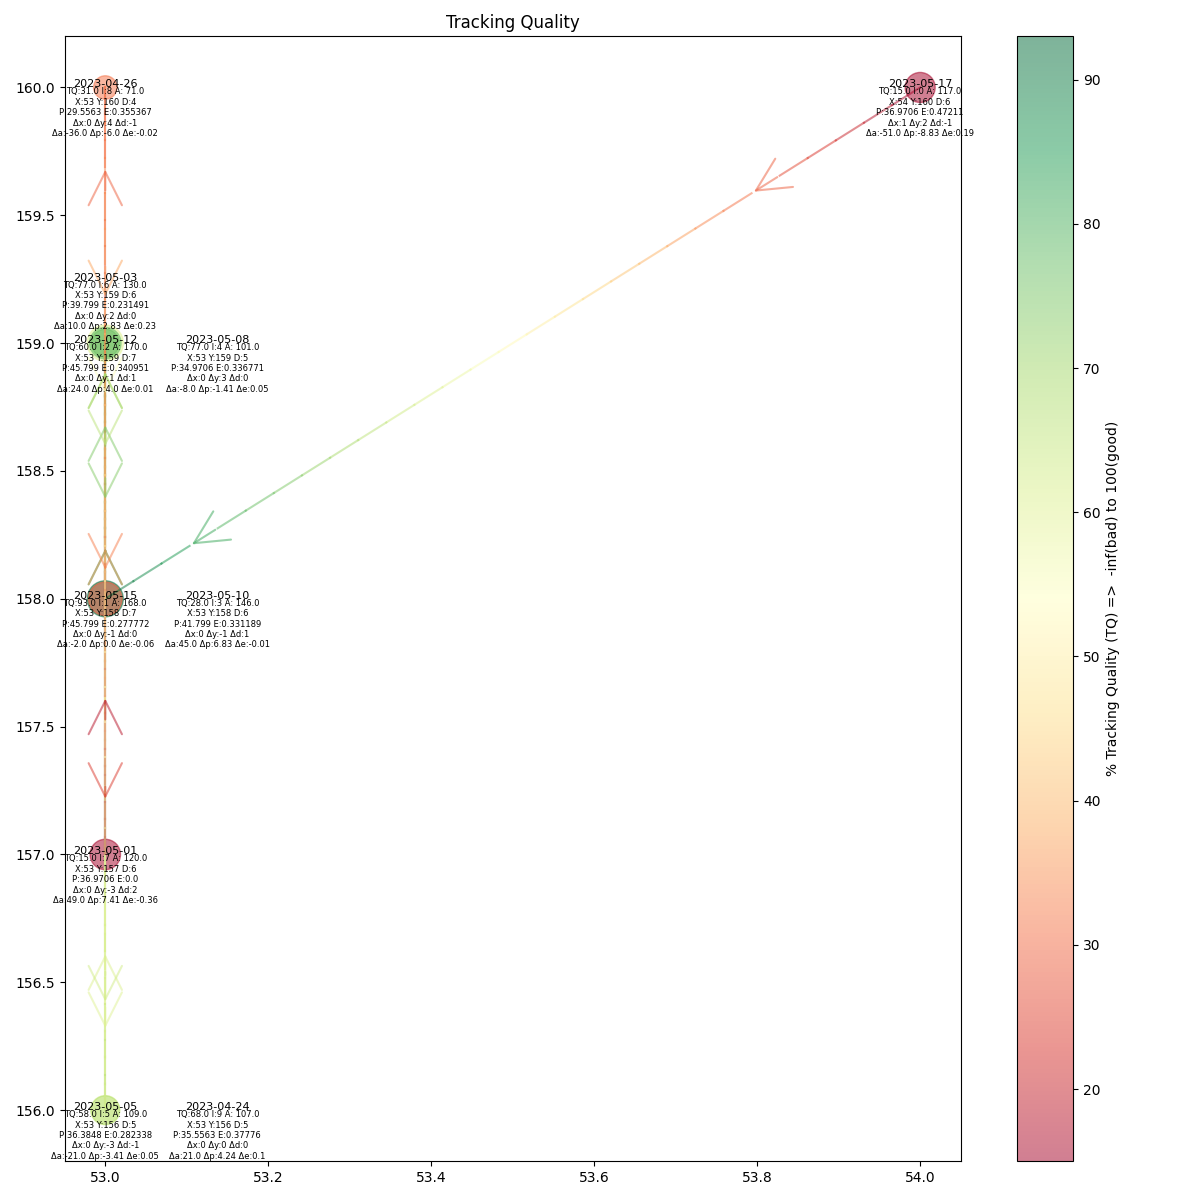 Tracking Quality
160.0
159.5
159.0
158.5
158.0
157.5
157.0
156.5
156.0
53.0
53.2
53.4
53.6
53.8
54.0
2023-04-26
TQ:31.0 I:8 A: 71.0
X:53 Y:160 D:4
P:29.5563 E:0.355367
Δx:0 Δy:4 Δd:-1
Δa:-36.0 Δp:-6.0 Δe:-0.02
2023-05-17
TQ:15.0 I:0 A: 117.0
X:54 Y:160 D:6
P:36.9706 E:0.47211
Δx:1 Δy:2 Δd:-1
Δa:-51.0 Δp:-8.83 Δe:0.19
2023-05-03
TQ:77.0 I:6 A: 130.0
X:53 Y:159 D:6
P:39.799 E:0.231491
Δx:0 Δy:2 Δd:0
Δa:10.0 Δp:2.83 Δe:0.23
2023-05-12
TQ:60.0 I:2 A: 170.0
X:53 Y:159 D:7
P:45.799 E:0.340951
Δx:0 Δy:1 Δd:1
Δa:24.0 Δp:4.0 Δe:0.01
2023-05-08
TQ:77.0 I:4 A: 101.0
X:53 Y:159 D:5
P:34.9706 E:0.336771
Δx:0 Δy:3 Δd:0
Δa:-8.0 Δp:-1.41 Δe:0.05
2023-05-15
TQ:93.0 I:1 A: 168.0
X:53 Y:158 D:7
P:45.799 E:0.277772
Δx:0 Δy:-1 Δd:0
Δa:-2.0 Δp:0.0 Δe:-0.06
2023-05-10
TQ:28.0 I:3 A: 146.0
X:53 Y:158 D:6
P:41.799 E:0.331189
Δx:0 Δy:-1 Δd:1
Δa:45.0 Δp:6.83 Δe:-0.01
2023-05-01
TQ:15.0 I:7 A: 120.0
X:53 Y:157 D:6
P:36.9706 E:0.0
Δx:0 Δy:-3 Δd:2
Δa:49.0 Δp:7.41 Δe:-0.36
2023-05-05
TQ:58.0 I:5 A: 109.0
X:53 Y:156 D:5
P:36.3848 E:0.282338
Δx:0 Δy:-3 Δd:-1
Δa:-21.0 Δp:-3.41 Δe:0.05
2023-04-24
TQ:68.0 I:9 A: 107.0
X:53 Y:156 D:5
P:35.5563 E:0.37776
Δx:0 Δy:0 Δd:0
Δa:21.0 Δp:4.24 Δe:0.1
90
80
70
60
50
40
30
20
% Tracking Quality (TQ) => -inf(bad) to 100(good)